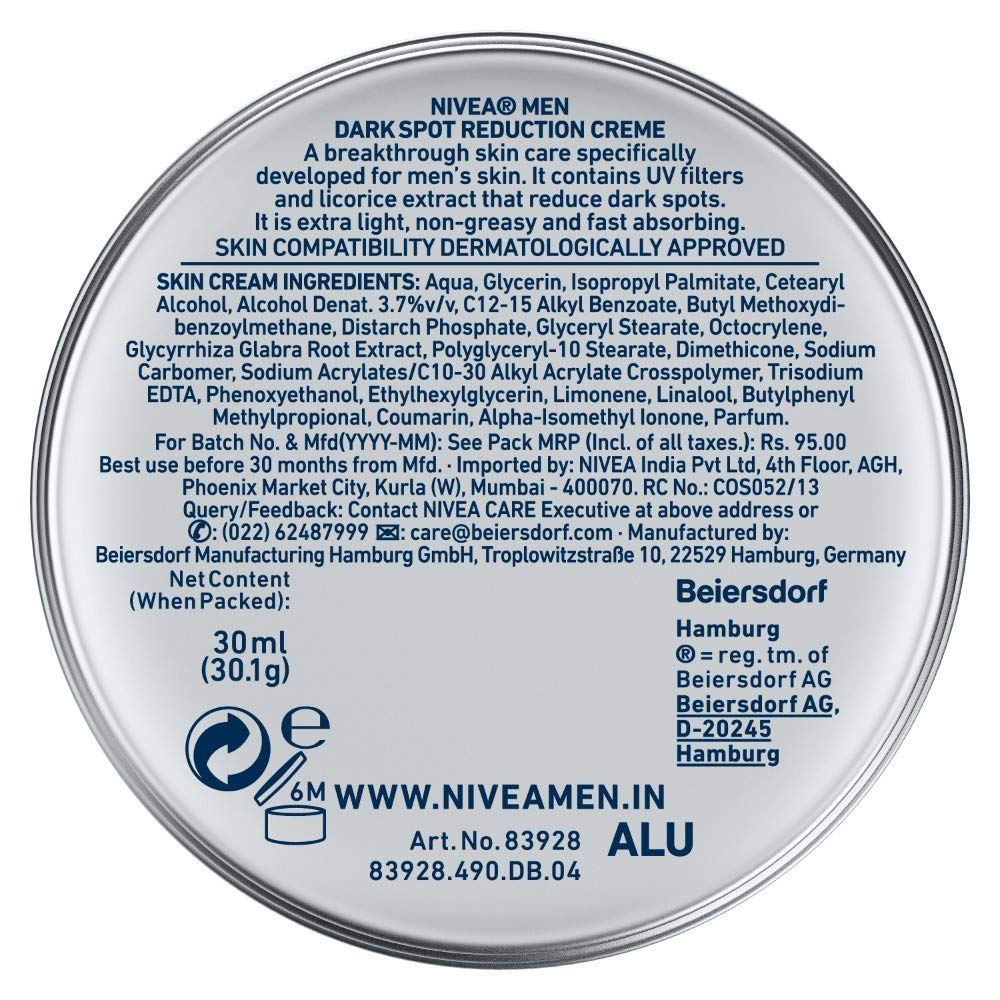 NIVEA® MEN
DARK SPOT REDUCTION CREME
A breakthrough skin care specifically
developed for men's skin. It contains UV filters
and licorice extract that reduce dark spots.
It is extra light, non-greasy and fast absorbing.
SKIN COMPATIBILITY DERMATOLOGICALLY APPROVED
SKIN CREAM INGREDIENTS: Aqua, Glycerin, Isopropyl Palmitate, Cetearyl
Alcohol, Alcohol Denat. 3.7%v/v, C12-15 Alkyl Benzoate, Butyl Methoxydi-
benzoylmethane, Distarch Phosphate, Glyceryl Stearate, Octocrylene,
Glycyrrhiza Glabra Root Extract, Polyglyceryl-10 Stearate, Dimethicone, Sodium
Carbomer, Sodium Acrylates/C10-30 Alkyl Acrylate Crosspolymer, Trisodium
EDTA, Phenoxyethanol, Ethylhexylglycerin, Limonene, Linalool, Butylphenyl
Methylpropional, Coumarin, Alpha-Isomethyl Ionone, Parfum.
For Batch No. & Mfd(YYYY-MM): See Pack MRP (Incl. of all taxes.): Rs. 95.00
Best use before 30 months from Mfd. · Imported by: NIVEA India Pvt Ltd, 4th Floor, AGH,
Phoenix Market City, Kurla (W), Mumbai - 400070. RC No.: COS052/13
Query/Feedback: Contact NIVEA CARE Executive at above address or
✆: (022) 62487999 ✉: care@beiersdorf.com · Manufactured by:
Beiersdorf Manufacturing Hamburg GmbH, Troplowitzstraße 10, 22529 Hamburg, Germany
Net Content
(When Packed):
30 ml
(30.1g)
Beiersdorf
Hamburg
® = reg. tm. of
Beiersdorf AG
Beiersdorf AG,
D-20245
Hamburg
e
6M
WWW.NIVEAMEN.IN
Art. No. 83928
ALU
83928.490.DB.04